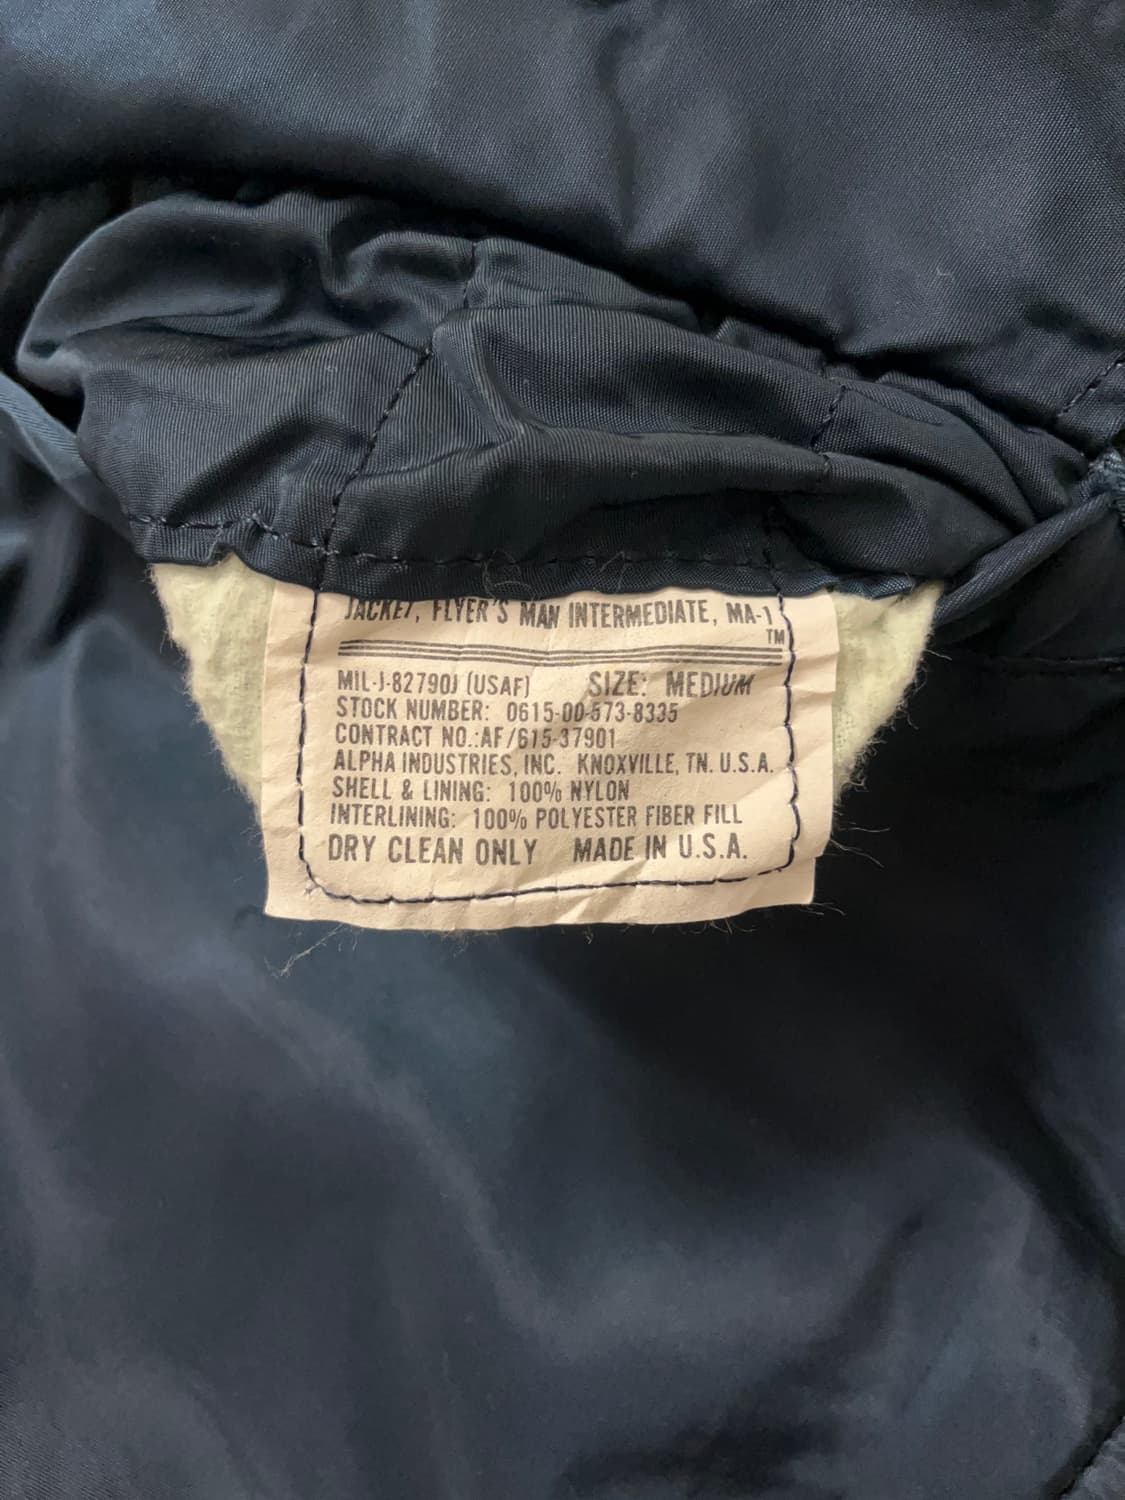 JACKET, FLYER'S MAN INTERMEDIATE, MA-1
TM
MIL-J-82790J (USAF) SIZE: MEDIUM
STOCK NUMBER: 0615-00-573-8335
CONTRACT NO.:AF/615-37901
ALPHA INDUSTRIES, INC. KNOXVILLE, TN. U.S.A.
SHELL & LINING: 100% NYLON
INTERLINING: 100% POLYESTER FIBER FILL
DRY CLEAN ONLY MADE IN U.S.A.